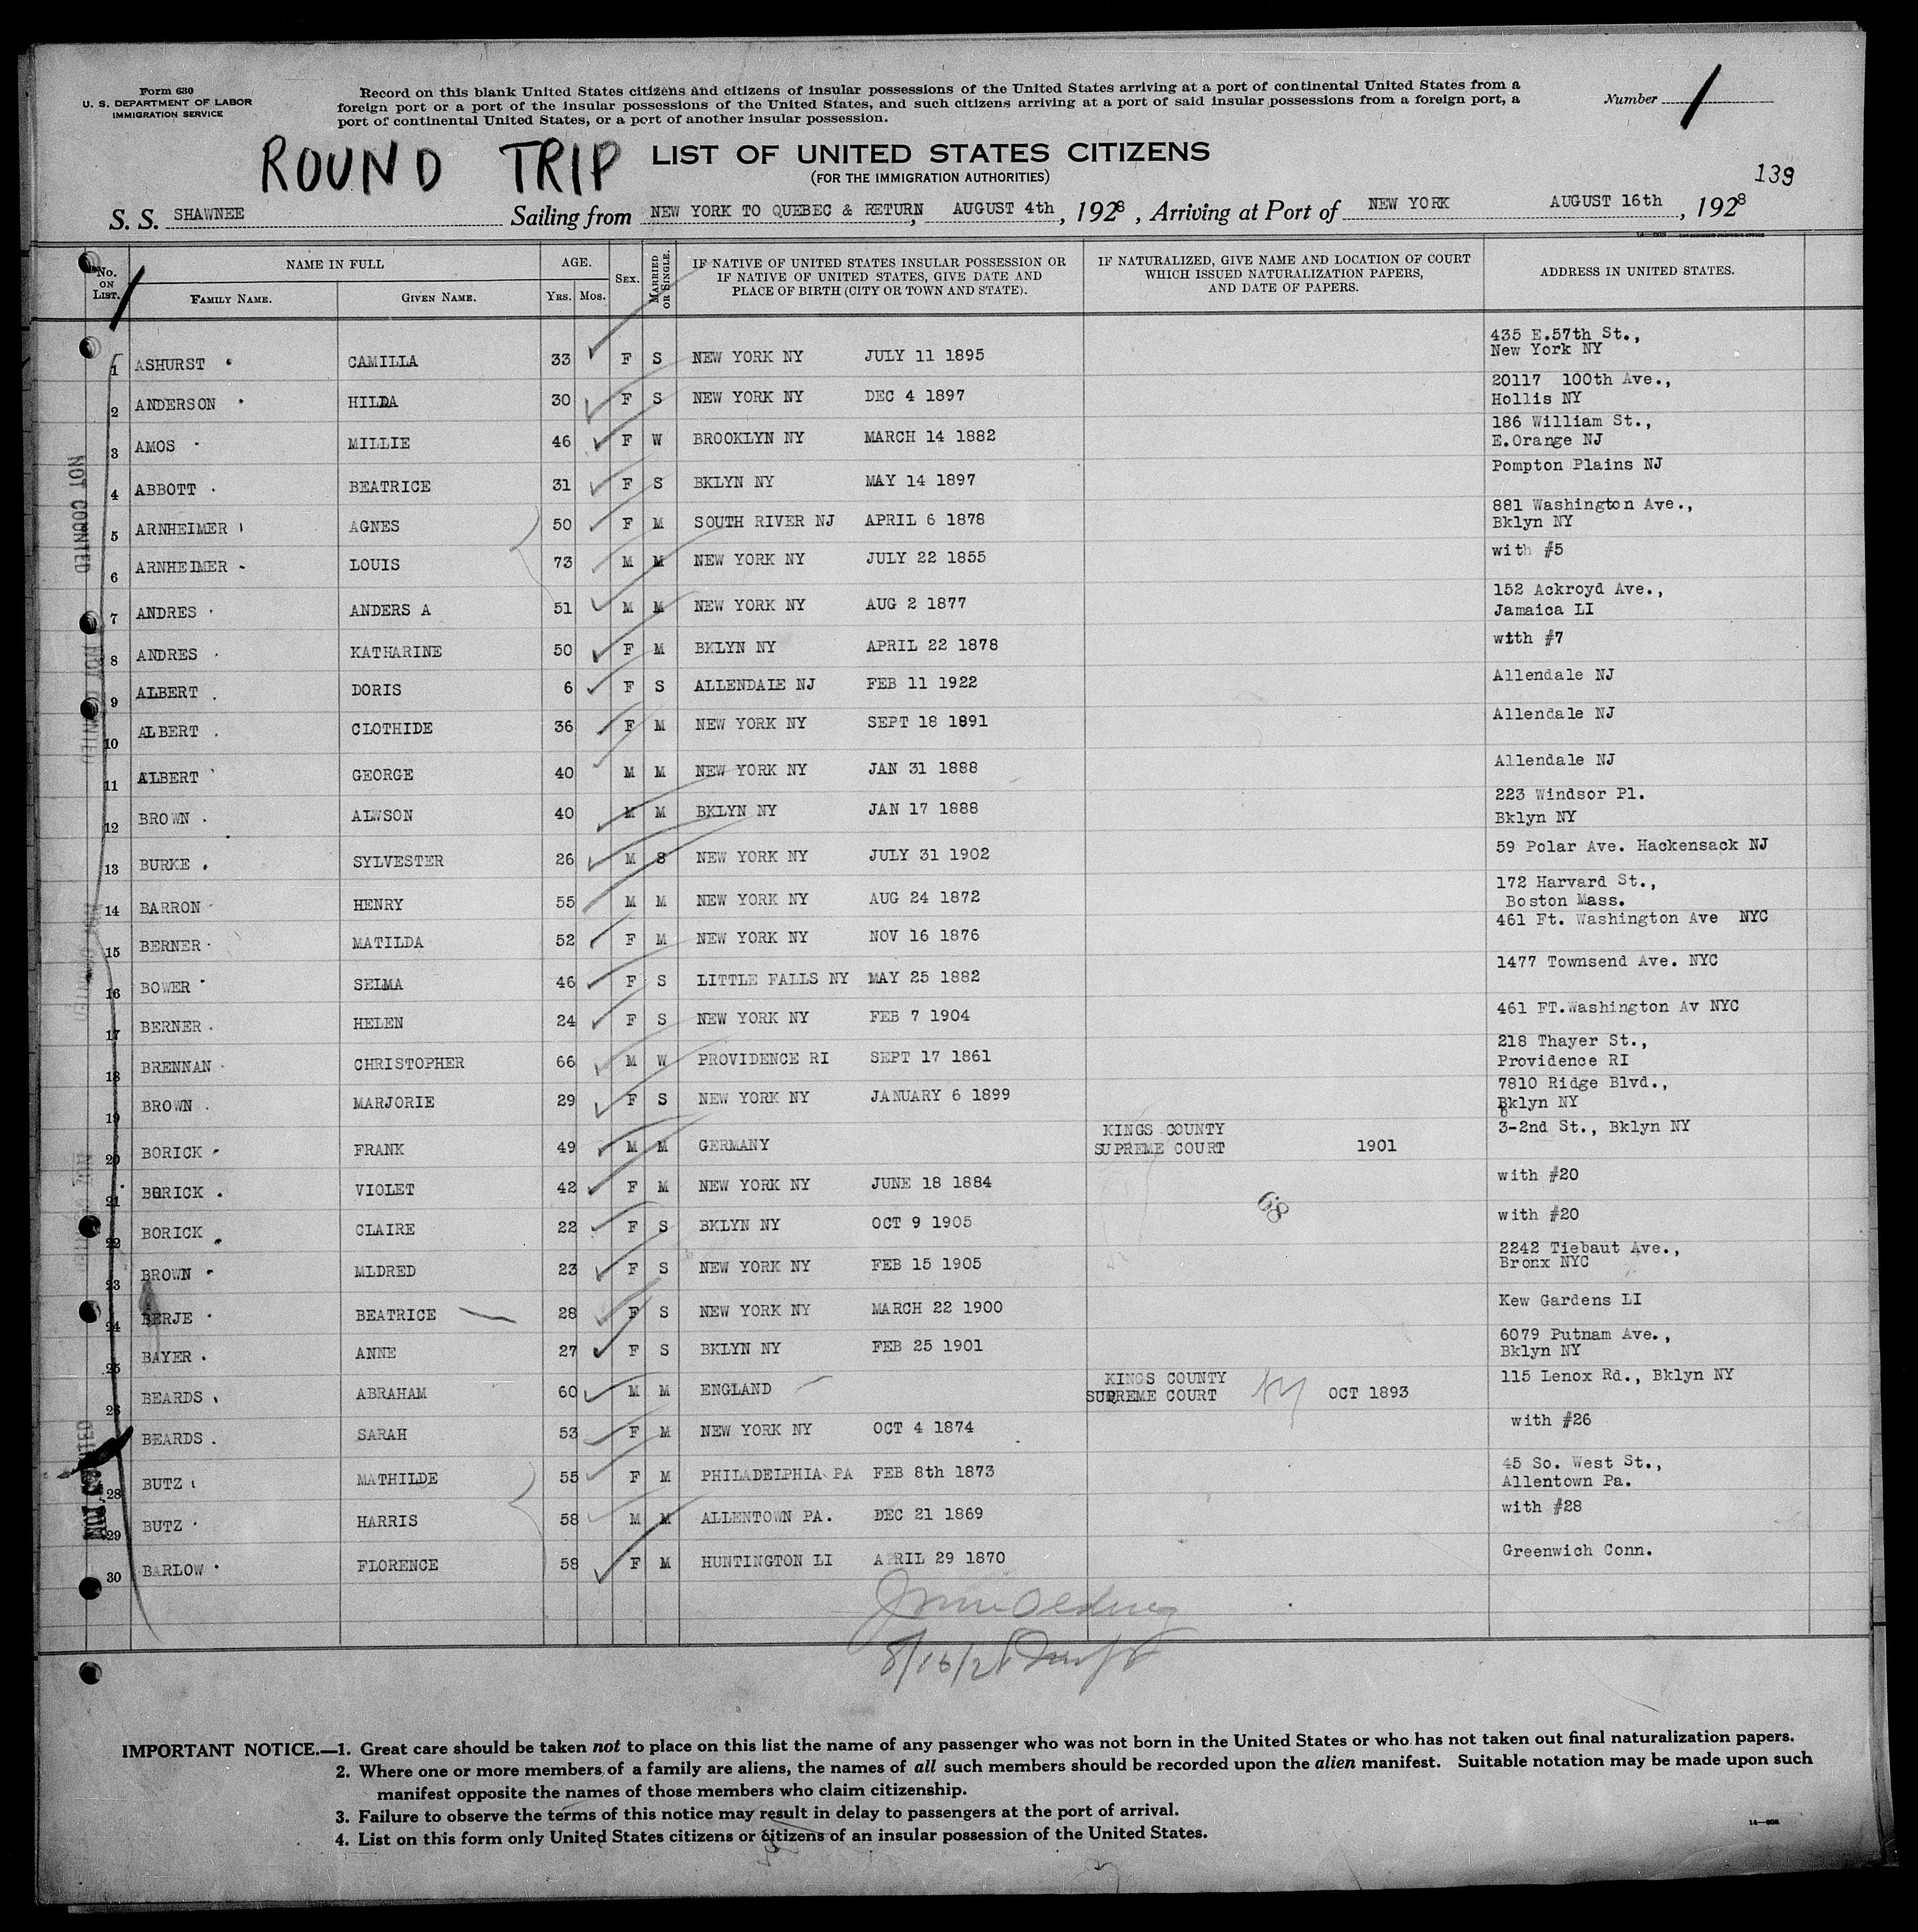 Form 630
U. S. DEPARTMENT OF LABOR
IMMIGRATION SERVICE
Record on this blank United States citizens and citizens of insular possessions of the United States arriving at a port of continental United States from a
foreign port or a port of the insular possessions of the United States, and such citizens arriving at a port of said insular possessions from a foreign port, a
port of continental United States, or a port of another insular possession.
Number 1
ROUND TRIP
LIST OF UNITED STATES CITIZENS
(FOR THE IMMIGRATION AUTHORITIES)
139
S. S. SHAWNEE Sailing from NEW YORK TO QUEBEC & RETURN, AUGUST 4th, 1928, Arriving at Port of NEW YORK AUGUST 16th, 1928
No. ON LIST. NAME IN FULL FAMILY NAME. GIVEN NAME. AGE. YRS. MOS. SEX. MARRIED OR SINGLE. IF NATIVE OF UNITED STATES INSULAR POSSESSION OR IF NATIVE OF UNITED STATES, GIVE DATE AND PLACE OF BIRTH (CITY OR TOWN AND STATE). IF NATURALIZED, GIVE NAME AND LOCATION OF COURT WHICH ISSUED NATURALIZATION PAPERS, AND DATE OF PAPERS. ADDRESS IN UNITED STATES.
1 ASHURST CAMILLA 33 F S NEW YORK NY JULY 11 1895 435 E.57th St., New York NY
2 ANDERSON HILDA 30 F S NEW YORK NY DEC 4 1897 20117 100th Ave., Hollis NY
3 AMOS MILLIE 46 F W BROOKLYN NY MARCH 14 1882 186 William St., E.Orange NJ
4 ABBOTT BEATRICE 31 F S BKLYN NY MAY 14 1897 Pompton Plains NJ
5 ARNHEIMER AGNES 50 F M SOUTH RIVER NJ APRIL 6 1878 881 Washington Ave., Bklyn NY
6 ARNHEIMER LOUIS 73 M M NEW YORK NY JULY 22 1855 with #5
7 ANDRES ANDERS A 51 M M NEW YORK NY AUG 2 1877 152 Ackroyd Ave., Jamaica LI
8 ANDRES KATHARINE 50 F M BKLYN NY APRIL 22 1878 with #7
9 ALBERT DORIS 6 F S ALLENDALE NJ FEB 11 1922 Allendale NJ
10 ALBERT CLOTHIDE 36 F M NEW YORK NY SEPT 18 1891 Allendale NJ
11 ALBERT GEORGE 40 M M NEW YORK NY JAN 31 1888 Allendale NJ
12 BROWN ALWSON 40 M M BKLYN NY JAN 17 1888 223 Windsor Pl. Bklyn NY
13 BURKE SYLVESTER 26 M S NEW YORK NY JULY 31 1902 59 Polar Ave. Hackensack NJ
14 BARRON HENRY 55 M M NEW YORK NY AUG 24 1872 172 Harvard St., Boston Mass.
15 BERNER MATILDA 52 F M NEW YORK NY NOV 16 1876 461 Ft. Washington Ave NYC
16 BOWER SELMA 46 F S LITTLE FALLS NY MAY 25 1882 1477 Townsend Ave. NYC
17 BERNER HELEN 24 F S NEW YORK NY FEB 7 1904 461 FT.Washington Av NYC
18 BRENNAN CHRISTOPHER 66 M W PROVIDENCE RI SEPT 17 1861 218 Thayer St., Providence RI
19 BROWN MARJORIE 29 F S NEW YORK NY JANUARY 6 1899 7810 Ridge Blvd., Bklyn NY
20 BORICK FRANK 49 M M GERMANY KINGS COUNTY SUPREME COURT 1901 3-2nd St., Bklyn NY
21 BORICK VIOLET 42 F M NEW YORK NY JUNE 18 1884 with #20
22 BORICK CLAIRE 22 F S BKLYN NY OCT 9 1905 with #20
23 BROWN MLDRED 23 F S NEW YORK NY FEB 15 1905 2242 Tiebaut Ave., Bronx NYC
24 BERJE BEATRICE 28 F S NEW YORK NY MARCH 22 1900 Kew Gardens LI
25 BAYER ANNE 27 F S BKLYN NY FEB 25 1901 6079 Putnam Ave., Bklyn NY
26 BEARDS ABRAHAM 60 M M ENGLAND KINGS COUNTY SUPREME COURT OCT 1893 115 Lenox Rd., Bklyn NY
BEARDS SARAH 53 F M NEW YORK NY OCT 4 1874 with #26
28 BUTZ MATHILDE 55 F M PHILADELPHIA PA FEB 8th 1873 45 So. West St., Allentown Pa.
29 BUTZ HARRIS 58 M M ALLENTOWN PA. DEC 21 1869 with #28
30 BARLOW FLORENCE 58 F M HUNTINGTON LI APRIL 29 1870 Greenwich Conn.
68
NOT COUNTED
NOT COUNTED
NOT COUNTED
NOT COUNTED
NOT COUNTED
8/16/28
IMPORTANT NOTICE.—1. Great care should be taken not to place on this list the name of any passenger who was not born in the United States or who has not taken out final naturalization papers.
2. Where one or more members of a family are aliens, the names of all such members should be recorded upon the alien manifest. Suitable notation may be made upon such
manifest opposite the names of those members who claim citizenship.
3. Failure to observe the terms of this notice may result in delay to passengers at the port of arrival.
4. List on this form only United States citizens or citizens of an insular possession of the United States.